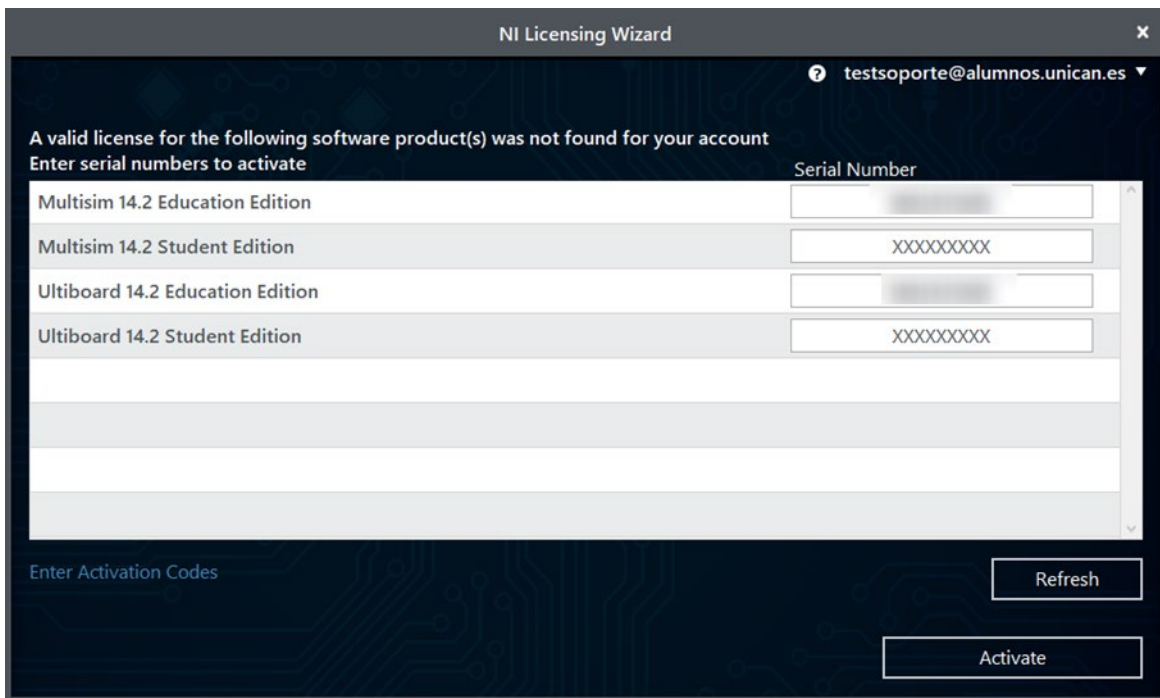 NI Licensing Wizard
testsoporte@alumnos.unican.es
A valid license for the following software product(s) was not found for your account
Enter serial numbers to activate
Serial Number
Multisim 14.2 Education Edition
Multisim 14.2 Student Edition XXXXXXXXX
Ultiboard 14.2 Education Edition
Ultiboard 14.2 Student Edition XXXXXXXXX
Enter Activation Codes
Refresh
Activate